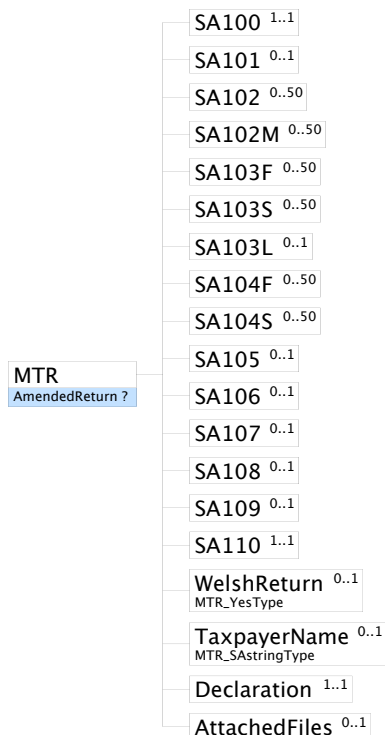 SA100 1..1
SA101 0..1
SA102 0..50
SA102M 0..50
SA103F 0..50
SA103S 0..50
SA103L 0..1
SA104F 0..50
SA104S 0..50
MTR
AmendedReturn ?
SA105 0..1
SA106 0..1
SA107 0..1
SA108 0..1
SA109 0..1
SA110 1..1
WelshReturn 0..1
MTR_YesType
TaxpayerName 0..1
MTR_SAstringType
Declaration 1..1
AttachedFiles 0..1